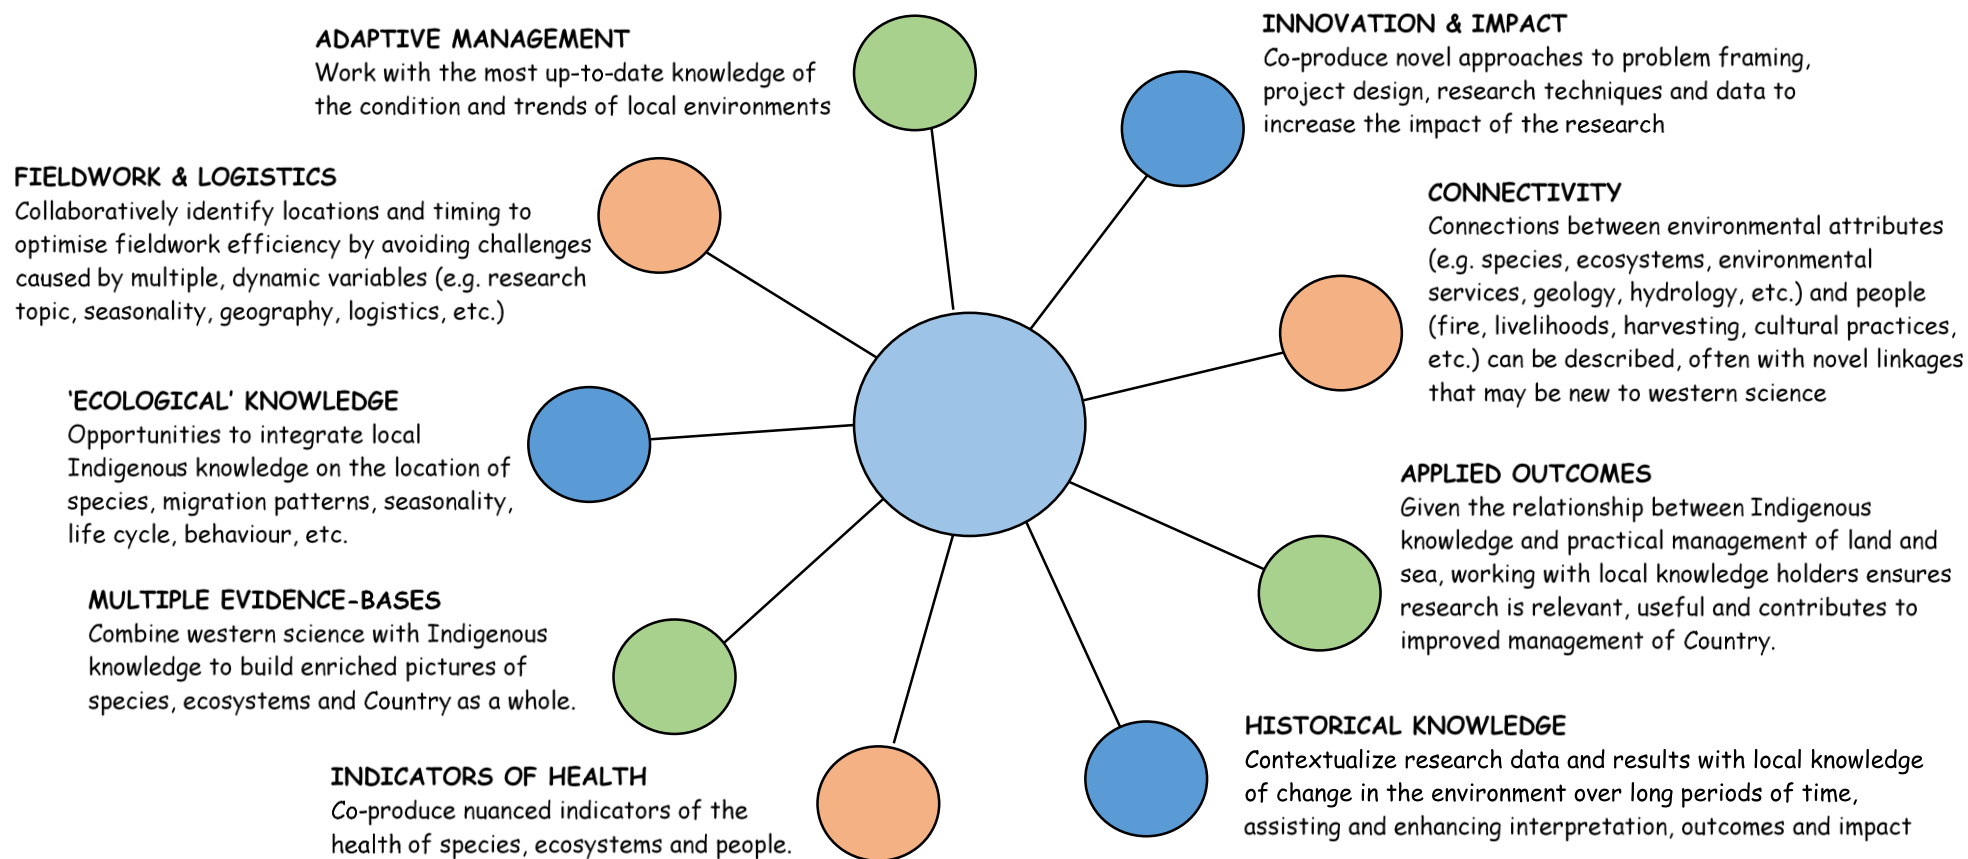 ADAPTIVE MANAGEMENT
Work with the most up-to-date knowledge of
the condition and trends of local environments
INNOVATION & IMPACT
Co-produce novel approaches to problem framing,
project design, research techniques and data to
increase the impact of the research
FIELDWORK & LOGISTICS
Collaboratively identify locations and timing to
optimise fieldwork efficiency by avoiding challenges
caused by multiple, dynamic variables (e.g. research
topic, seasonality, geography, logistics, etc.)
CONNECTIVITY
Connections between environmental attributes
(e.g. species, ecosystems, environmental
services, geology, hydrology, etc.) and people
(fire, livelihoods, harvesting, cultural practices,
etc.) can be described, often with novel linkages
that may be new to western science
‘ECOLOGICAL’ KNOWLEDGE
Opportunities to integrate local
Indigenous knowledge on the location of
species, migration patterns, seasonality,
life cycle, behaviour, etc.
APPLIED OUTCOMES
Given the relationship between Indigenous
knowledge and practical management of land and
sea, working with local knowledge holders ensures
research is relevant, useful and contributes to
improved management of Country.
MULTIPLE EVIDENCE-BASES
Combine western science with Indigenous
knowledge to build enriched pictures of
species, ecosystems and Country as a whole.
HISTORICAL KNOWLEDGE
Contextualize research data and results with local knowledge
of change in the environment over long periods of time,
assisting and enhancing interpretation, outcomes and impact
INDICATORS OF HEALTH
Co-produce nuanced indicators of the
health of species, ecosystems and people.